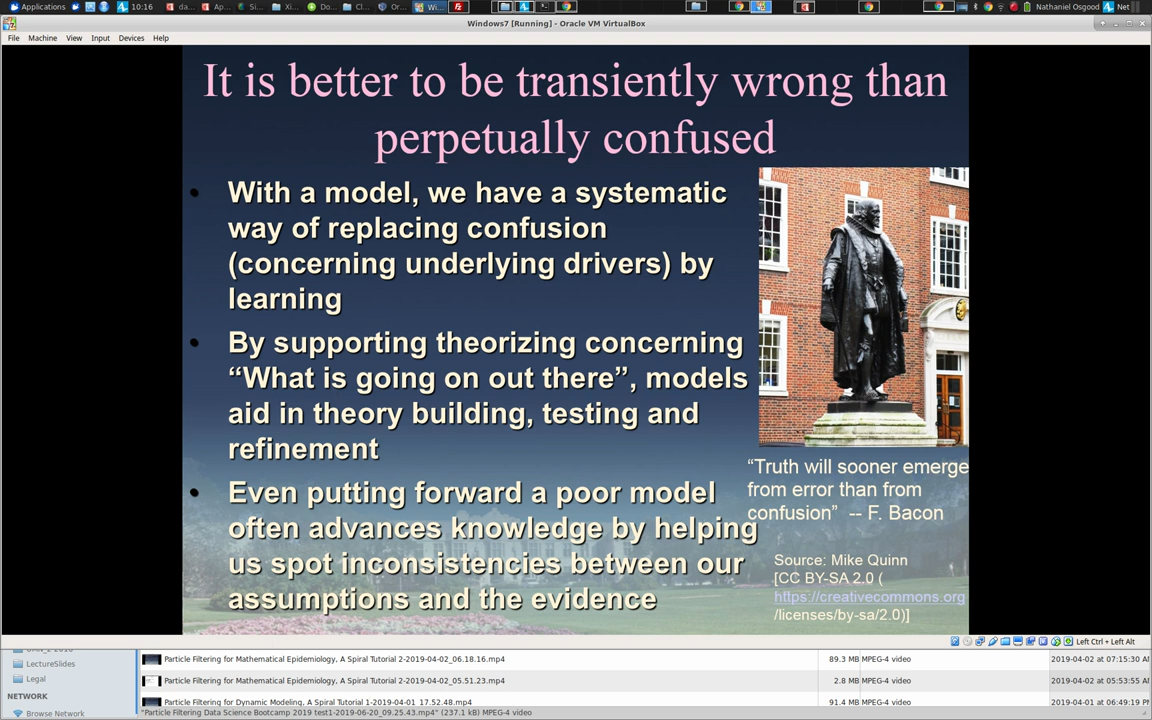 Applications
10:16
da...
Ap...
Si...
Xi...
Do...
Cl...
Or...
Wi...
Nathaniel Osgood
Net
Windows7 [Running] - Oracle VM VirtualBox
File Machine View Input Devices Help
It is better to be transiently wrong than
perpetually confused
With a model, we have a systematic
way of replacing confusion
(concerning underlying drivers) by
learning
By supporting theorizing concerning
“What is going on out there”, models
aid in theory building, testing and
refinement
Even putting forward a poor model
often advances knowledge by helping
us spot inconsistencies between our
assumptions and the evidence
“Truth will sooner emerge
from error than from
confusion” -- F. Bacon
Source: Mike Quinn
[CC BY-SA 2.0 (
https://creativecommons.org
/licenses/by-sa/2.0)]
Left Ctrl + Left Alt
LectureSlides
Legal
NETWORK
Browse Network
Particle Filtering for Mathematical Epidemiology, A Spiral Tutorial 2-2019-04-02_06.18.16.mp4 89.3 MB MPEG-4 video 2019-04-02 at 07:15:30 A
Particle Filtering for Mathematical Epidemiology, A Spiral Tutorial 2-2019-04-02_05.51.23.mp4 2.8 MB MPEG-4 video 2019-04-02 at 05:53:55 A
Particle Filtering for Dynamic Modeling, A Spiral Tutorial 1-2019-04-01_17.52.48.mp4 91.4 MB MPEG-4 video 2019-04-01 at 06:49:19 P
"Particle Filtering Data Science Bootcamp 2019 test1-2019-06-20_09.25.43.mp4" (237.1 kB) MPEG-4 video